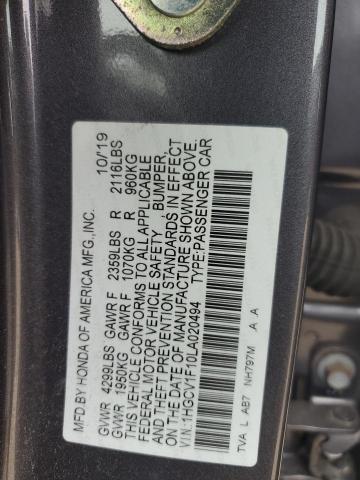 MFD BY HONDA OF AMERICA MFG.,INC. 10/19
GVWR 4299LBS GAWR F 2359LBS R 2116LBS
GVWR 1950KG GAWR F 1070KG R 960KG
THIS VEHICLE CONFORMS TO ALL APPLICABLE
FEDERAL MOTOR VEHICLE SAFETY , BUMPER,
AND THEFT PREVENTION STANDARDS IN EFFECT
ON THE DATE OF MANUFACTURE SHOWN ABOVE.
VIN:1HGCV1F10LA020494 TYPE:PASSENGER CAR
TVA L AB7 NH797M A A